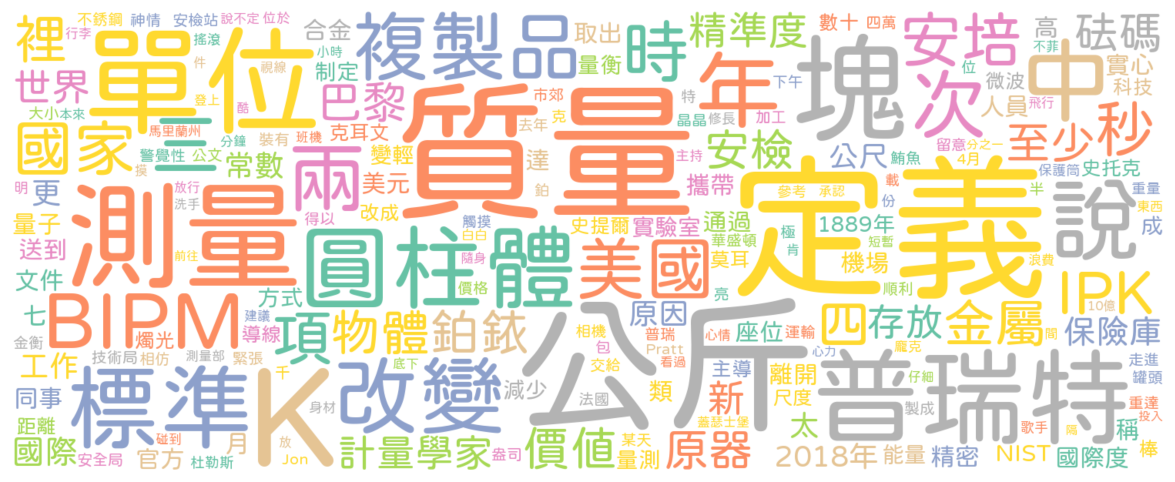 不銹鋼 神情 安檢站 說不定 位於
裡 行李 搖滾 合金 複製品 取出 精準度 數十 四萬 安培 高 砝碼
單位 小時 量衡 時 不菲
件 視線 制定 下午 位 微波 實心
世界 登上 酷 巴黎 市郊 年 塊 次 人員 中 科技
大小 本來 三 克 特 加工 飛行
國家 馬里蘭州 分鐘 裝有 班機 克耳文 去年 晶晶 修長 至少 秒
警覺性 公文 常數 兩 變輕 質量 主持 安檢 公尺 留意 分之一
摸 達 鮪魚 4月 史托克
明 更 放行 美元 鉑 攜帶 載 保護筒
洗手 參考 承認 份 半 重量
量子 測量 得以 改成 觸摸 史提爾 實驗室 通過 定義 1889年 說 東西
送到 前往 白白 華盛頓 極 短暫 成
文件 圓柱體 隨身 美國 莫耳 肯 機場 浪費
方式 價格 亮 順利 IPK
七 BIPM 建議 項 物體 鉑銥 原因 四 存放 金屬 10億 間
燭光 導線 相機 普瑞 心情 座位 運輸 保險庫
金衡 技術局 相仿 測量部 緊張 包 Pratt 看過 心力 龐克
工作 底下 交給 公斤 主導 離開 仔細 走進
千 K 改變 減少 類 尺度 普瑞特 罐頭
同事 標準 身材 法國 新 製成 重達
距離 蓋瑟士堡 太 歌手 隔 投入
碰到 月 放 某天 稱
國際 安全局 官方 杜勒斯 Jon 計量學家 盎司 價值 量測 原器 2018年 能量 精密 NIST 國際度 棒